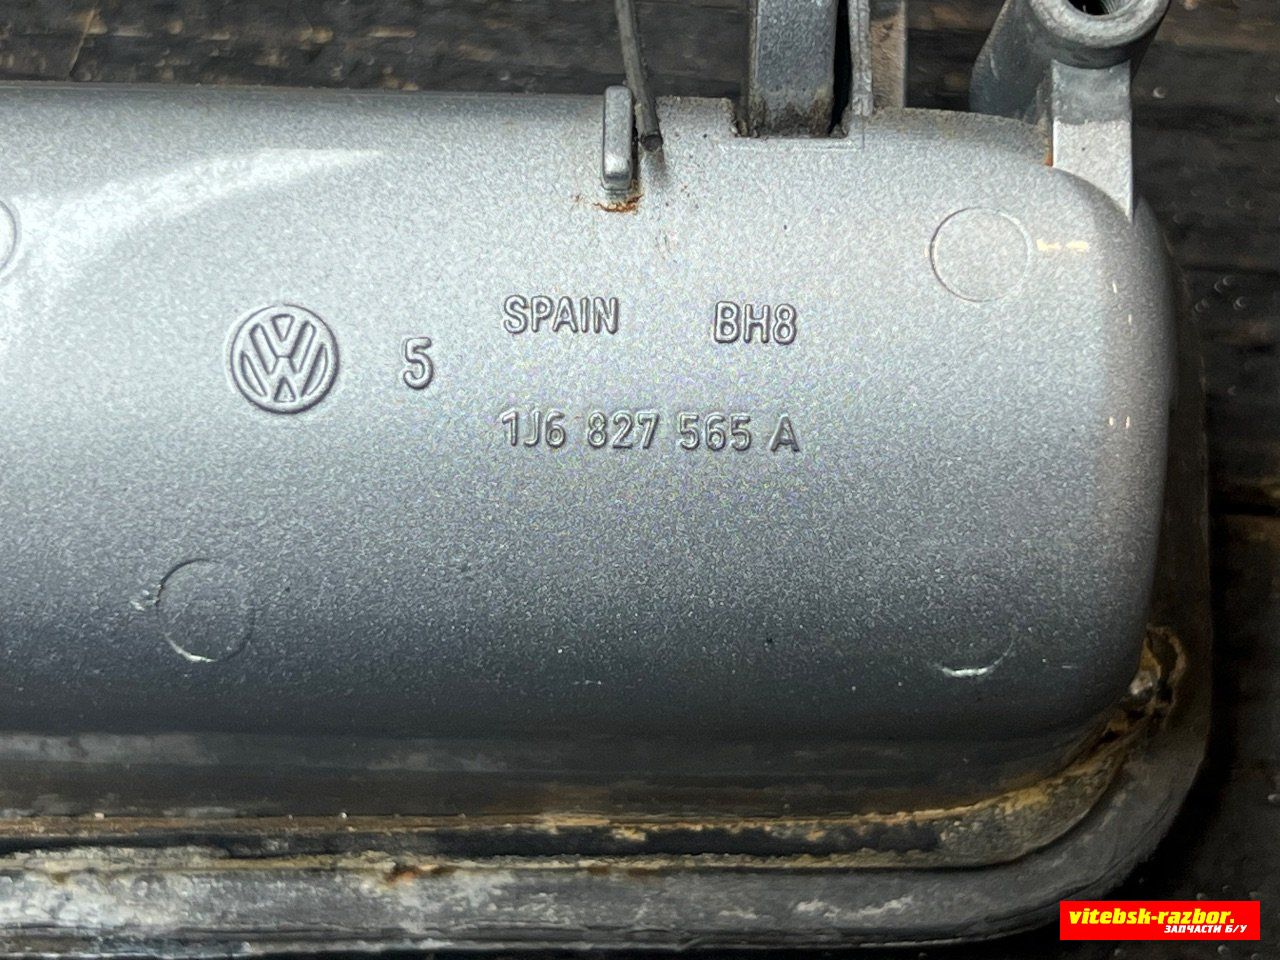 SPAIN BH8
5
1J6 827 565 A
vitebsk-razbor.
ЗАПЧАСТИ Б/У